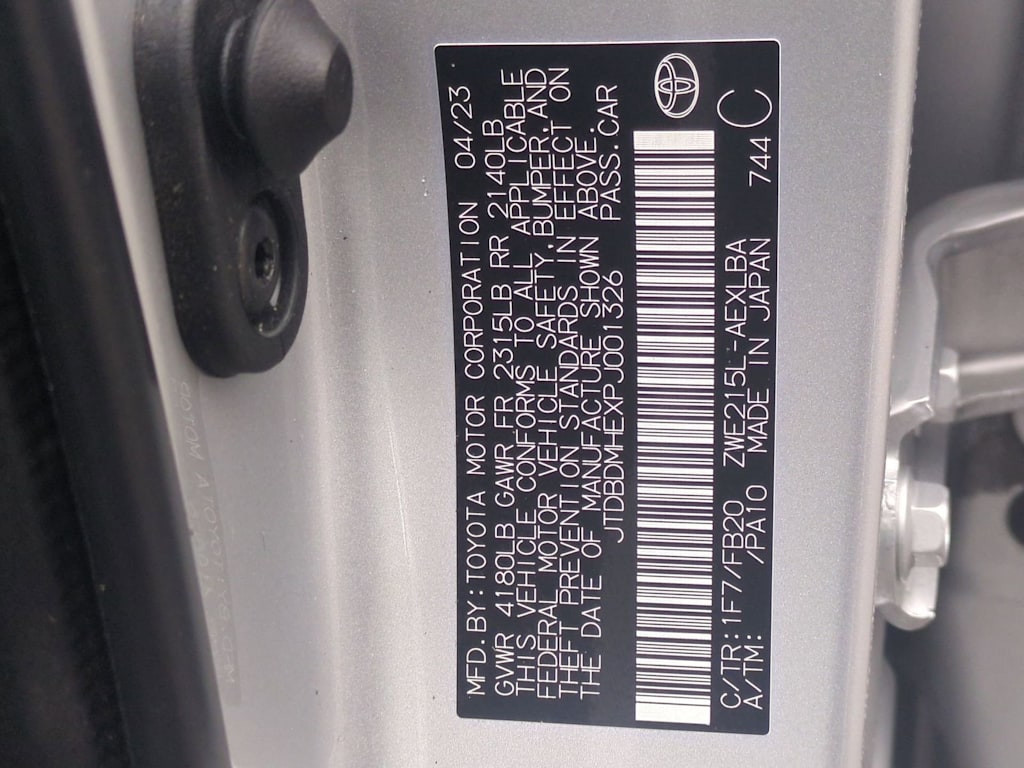 MFD. BY: TOYOTA MOTOR CORPORATION 04/23
GVWR 4180LB GAWR FR 2315LB RR 2140LB
THIS VEHICLE CONFORMS TO ALL APPLICABLE
FEDERAL MOTOR VEHICLE SAFETY, BUMPER, AND
THEFT PREVENTION STANDARDS IN EFFECT ON
THE DATE OF MANUFACTURE SHOWN ABOVE.
JTDBDMHEXPJ001326 PASS. CAR
C/TR: 1F7/FB20 ZWE215L-AEXLBA 744 C
A/TM: /PA10 MADE IN JAPAN